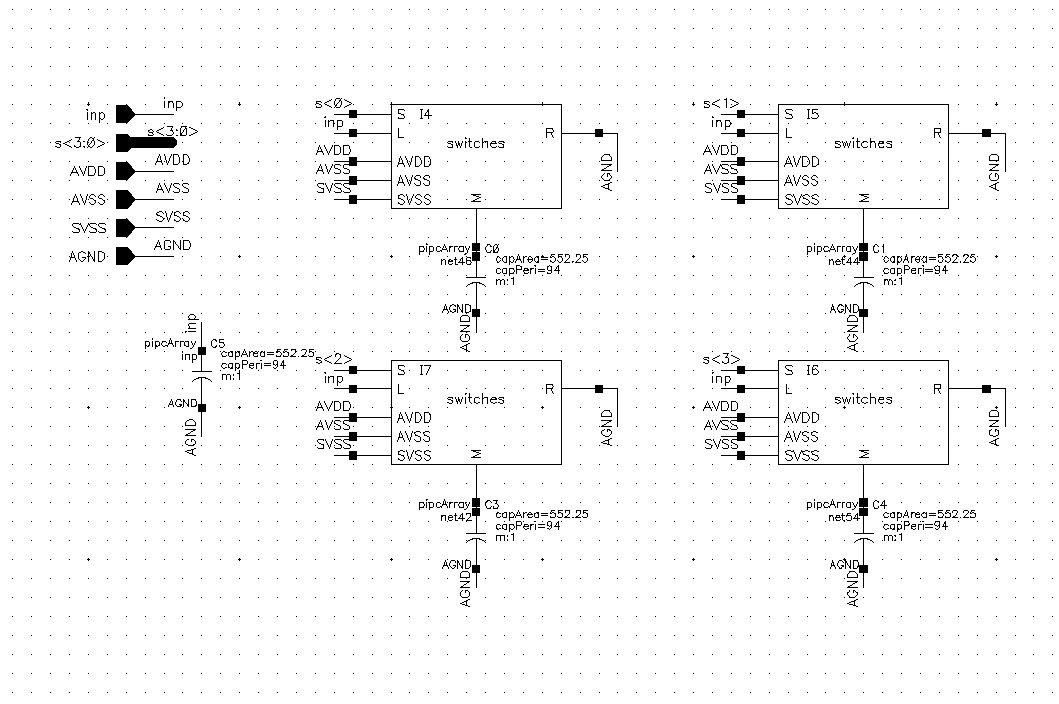 inp
inp
s<3:0>
s<3:0>
AVDD
AVDD
AVSS
AVSS
SVSS
SVSS
AGND
AGND
s<0>
inp
AVDD
AVSS
SVSS
S I4
L
R
switches
AVDD
AVSS
SVSS
M
AGND
pipcArray C0
net46
capArea=552.25
capPeri=94
m:1
AGND
AGND
s<1>
inp
AVDD
AVSS
SVSS
S I5
L
R
switches
AVDD
AVSS
SVSS
M
AGND
pipcArray C1
net44
capArea=552.25
capPeri=94
m:1
AGND
AGND
inp
pipcArray C5
inp
capArea=552.25
capPeri=94
m:1
AGND
AGND
s<2>
inp
AVDD
AVSS
SVSS
S I7
L
R
switches
AVDD
AVSS
SVSS
M
AGND
pipcArray C3
net42
capArea=552.25
capPeri=94
m:1
AGND
AGND
s<3>
inp
AVDD
AVSS
SVSS
S I6
L
R
switches
AVDD
AVSS
SVSS
M
AGND
pipcArray C4
net54
capArea=552.25
capPeri=94
m:1
AGND
AGND